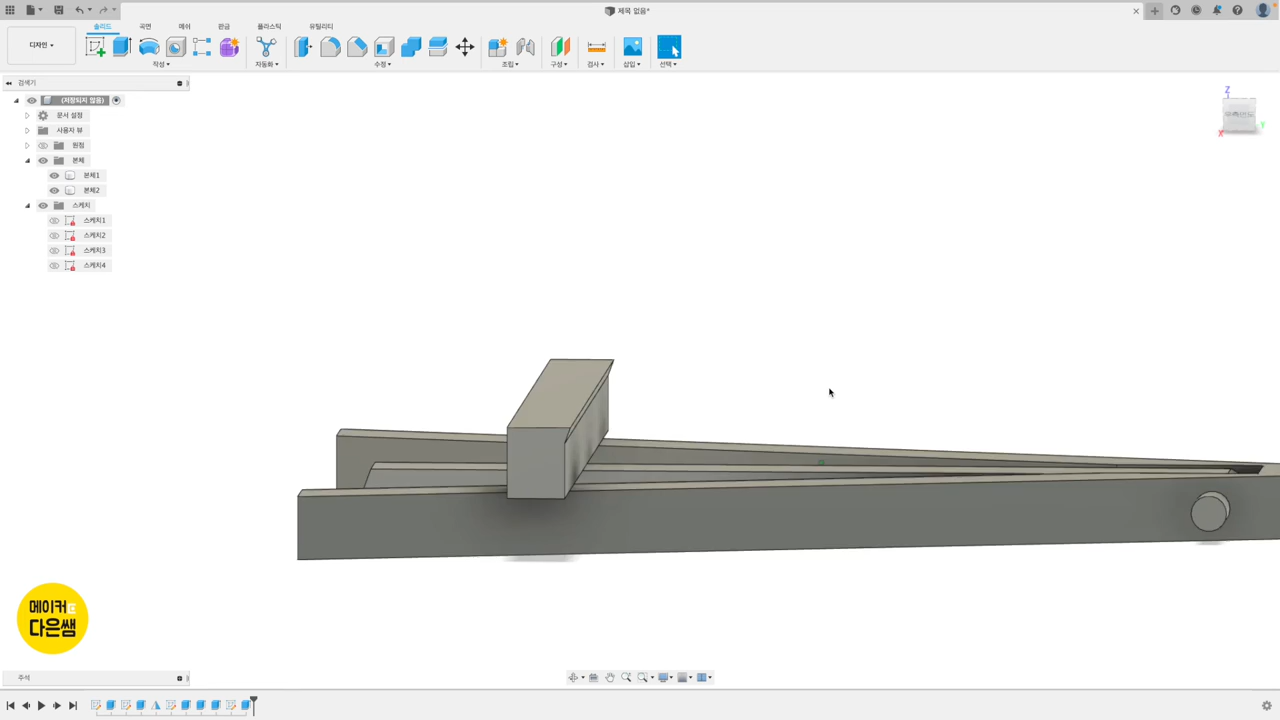 제목 없음*
솔리드
곡면
메쉬
판금
플라스틱
유틸리티
디자인
작성
자동화
수정
조립
구성
검사
삽입
선택
검색기
(저장되지 않음)
문서 설정
사용자 뷰
원점
본체
본체1
본체2
스케치
스케치1
스케치2
스케치3
스케치4
Z
X
Y
메이커
다은쌤
주석